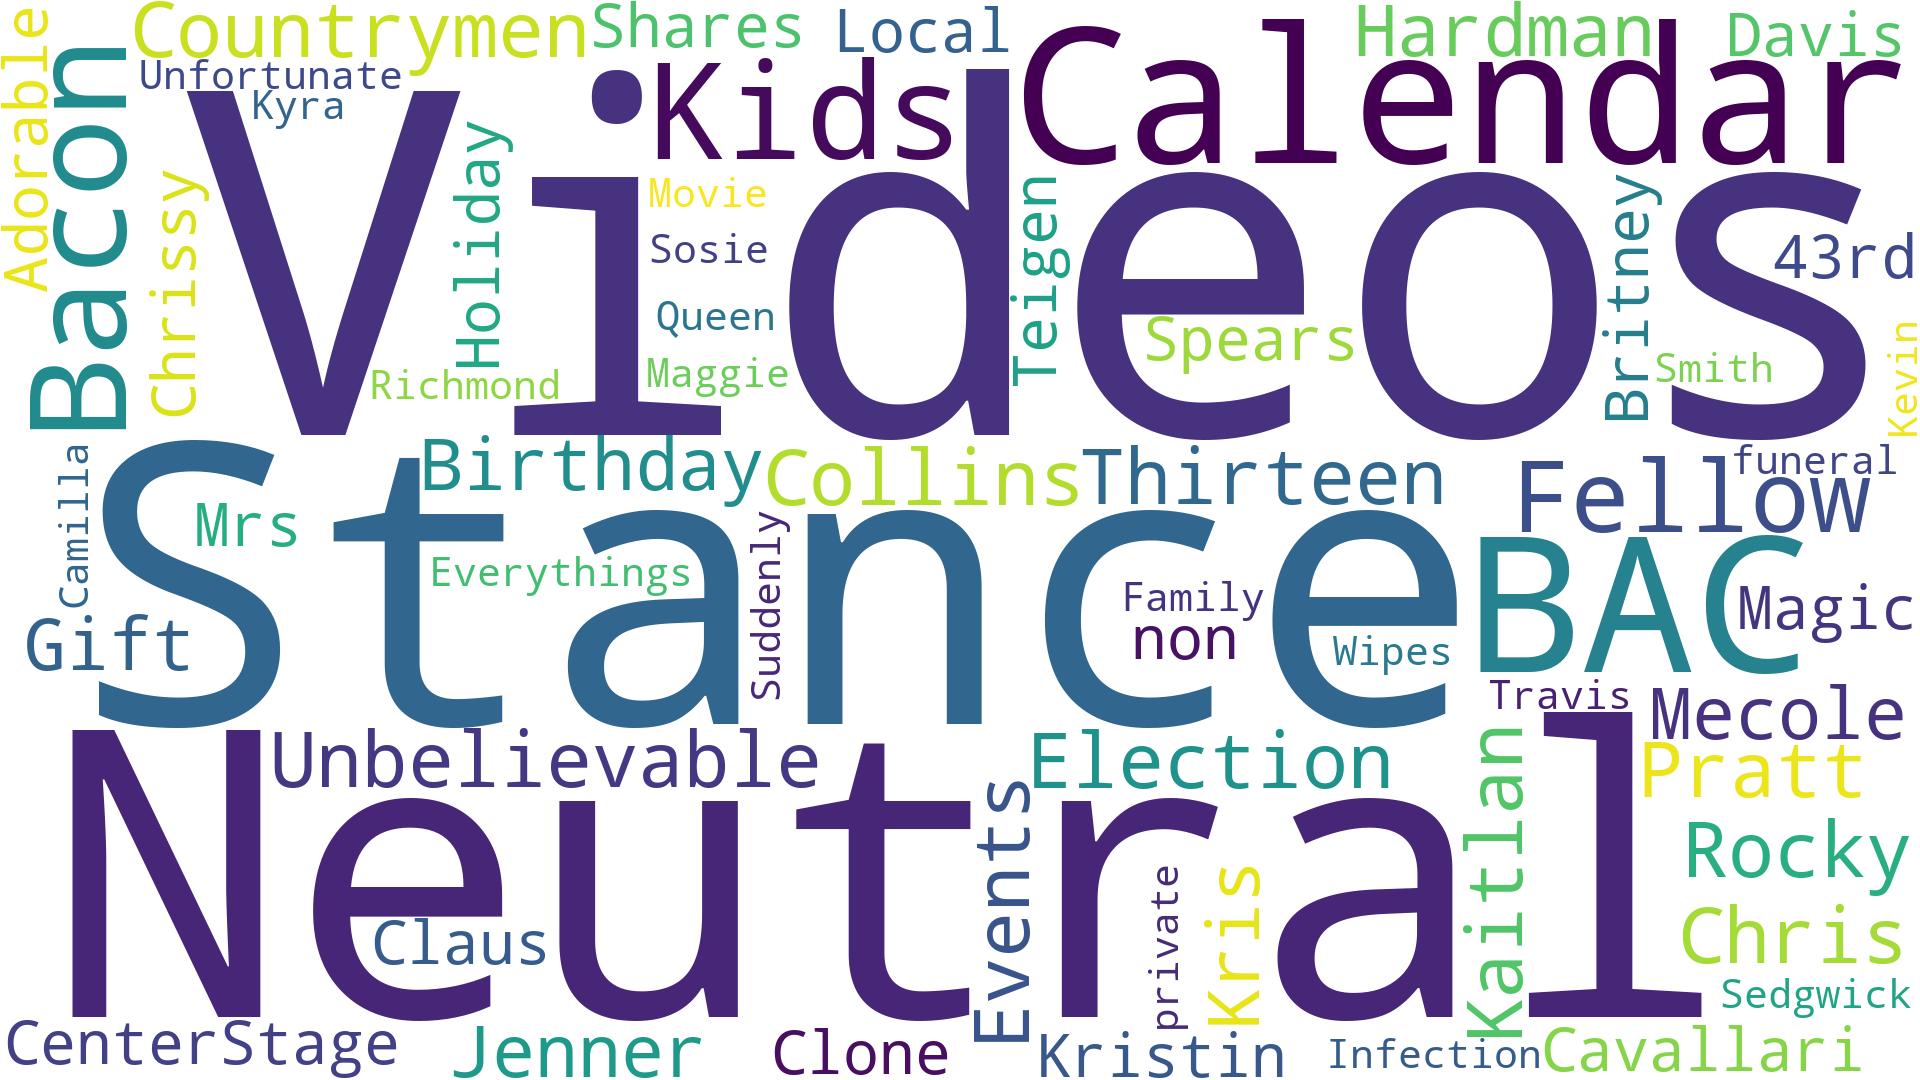 Adorable
Countrymen
Shares
Local
Hardman
Davis
Bacon
Unfortunate
Kyra
Kids
Calendar
Chrissy
Holiday
Videos
Movie
Sosie
Queen
Maggie
Richmond
Teigen
Spears
Britney
43rd
Smith
Kevin
Camilla
Stance
Mrs
Birthday
Collins
Thirteen
Fellow
funeral
Everythings
Suddenly
Family
non
Wipes
BAC
Magic
Gift
Travis
Mecole
Neutral
Unbelievable
Election
Pratt
Events
Kaitlan
Rocky
Claus
private
Kris
Chris
Sedgwick
CenterStage
Jenner
Clone
Kristin
Infection
Cavallari